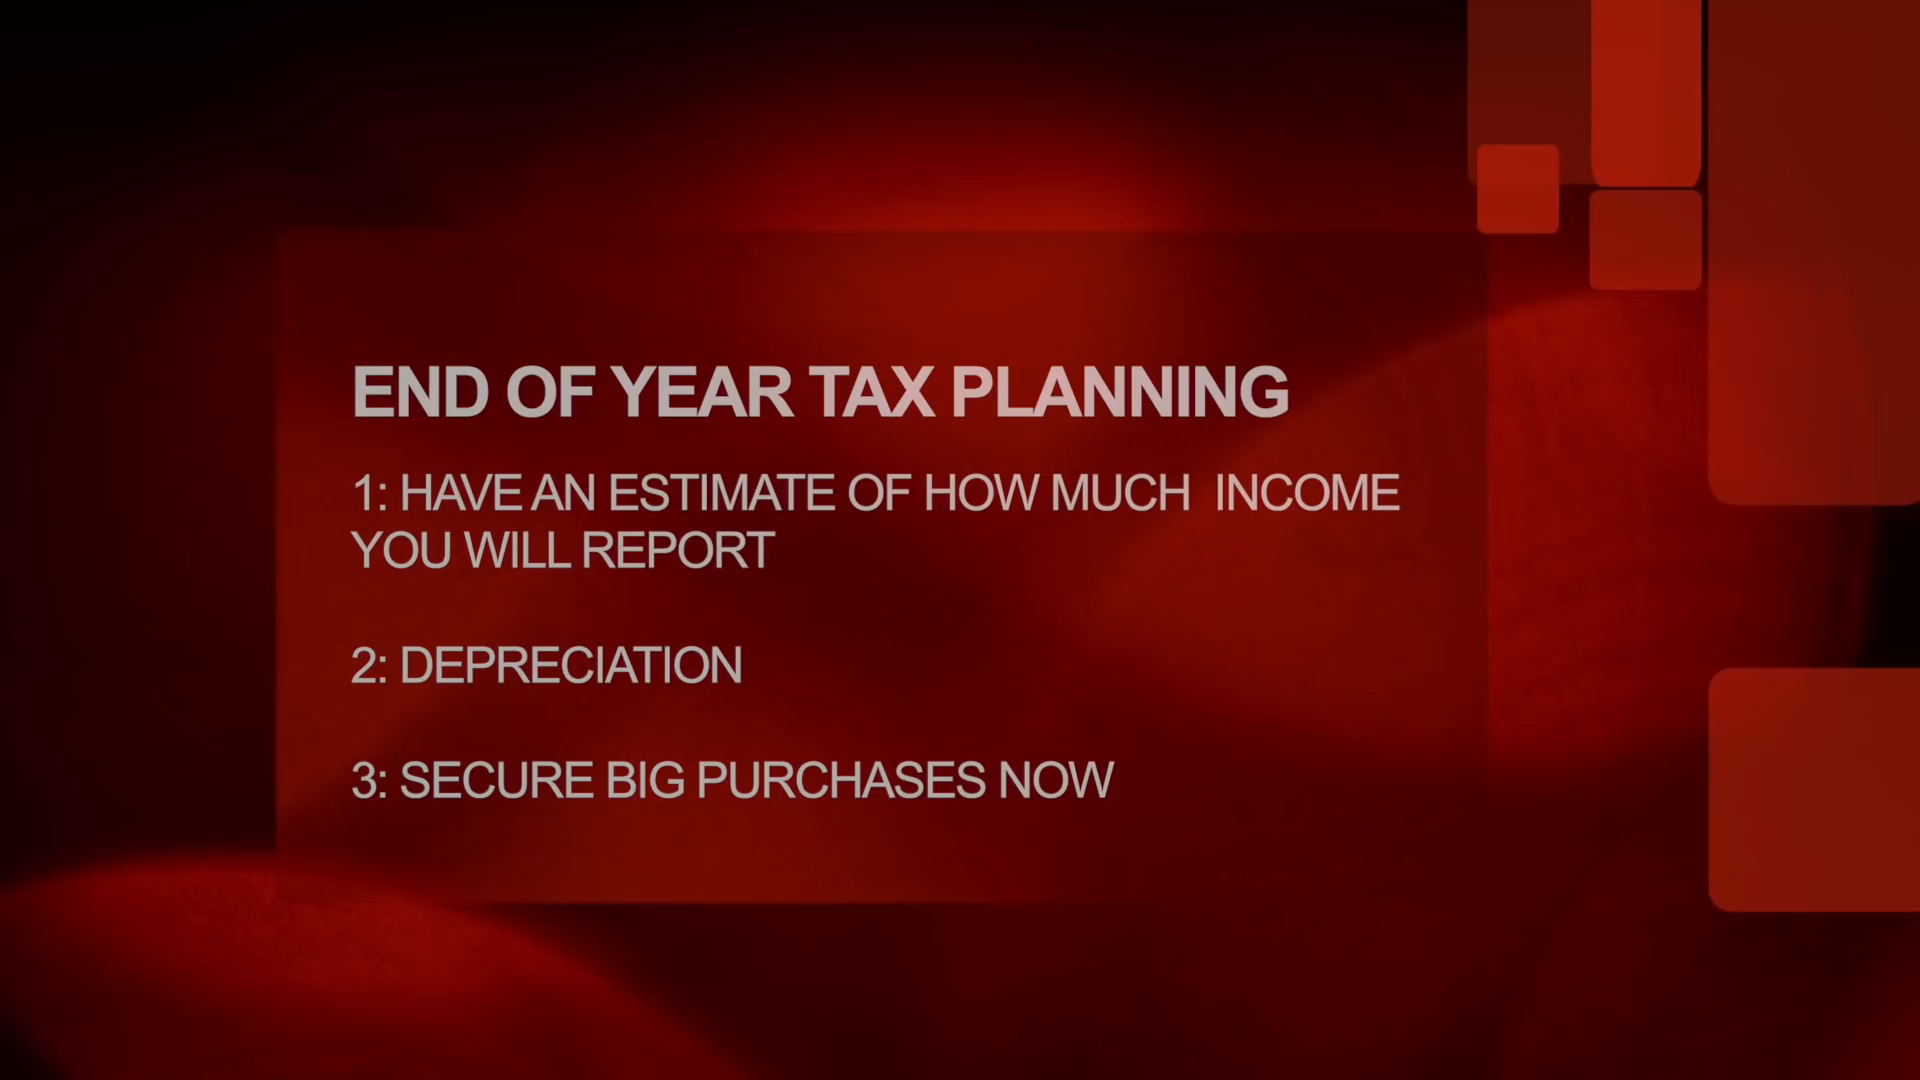 END OF YEAR TAX PLANNING
1: HAVE AN ESTIMATE OF HOW MUCH  INCOME
YOU WILL REPORT
2: DEPRECIATION
3: SECURE BIG PURCHASES NOW